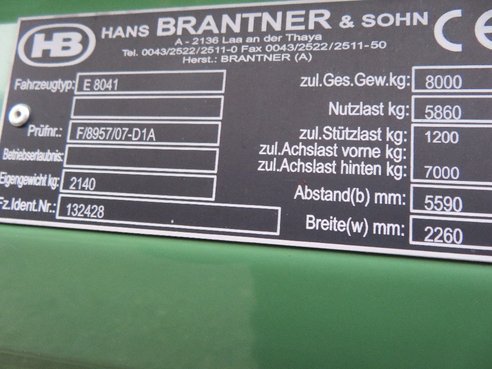 HB
HANS BRANTNER & SOHN
A - 2136 Laa an der Thaya
Tel. 0043/2522/2511-0 Fax 0043/2522/2511-50
Herst.: BRANTNER (A)
CE
Fahrzeugtyp: E 8041
Prüfnr.: F/8957/07-D1A
Betriebserlaubnis:
Eigengewicht kg: 2140
Fz.Ident.Nr.: 132428
zul.Ges.Gew.kg: 8000
Nutzlast kg: 5860
zul.Stützlast kg: 1200
zul.Achslast vorne kg:
zul.Achslast hinten kg: 7000
Abstand(b) mm: 5590
Breite(w) mm: 2260